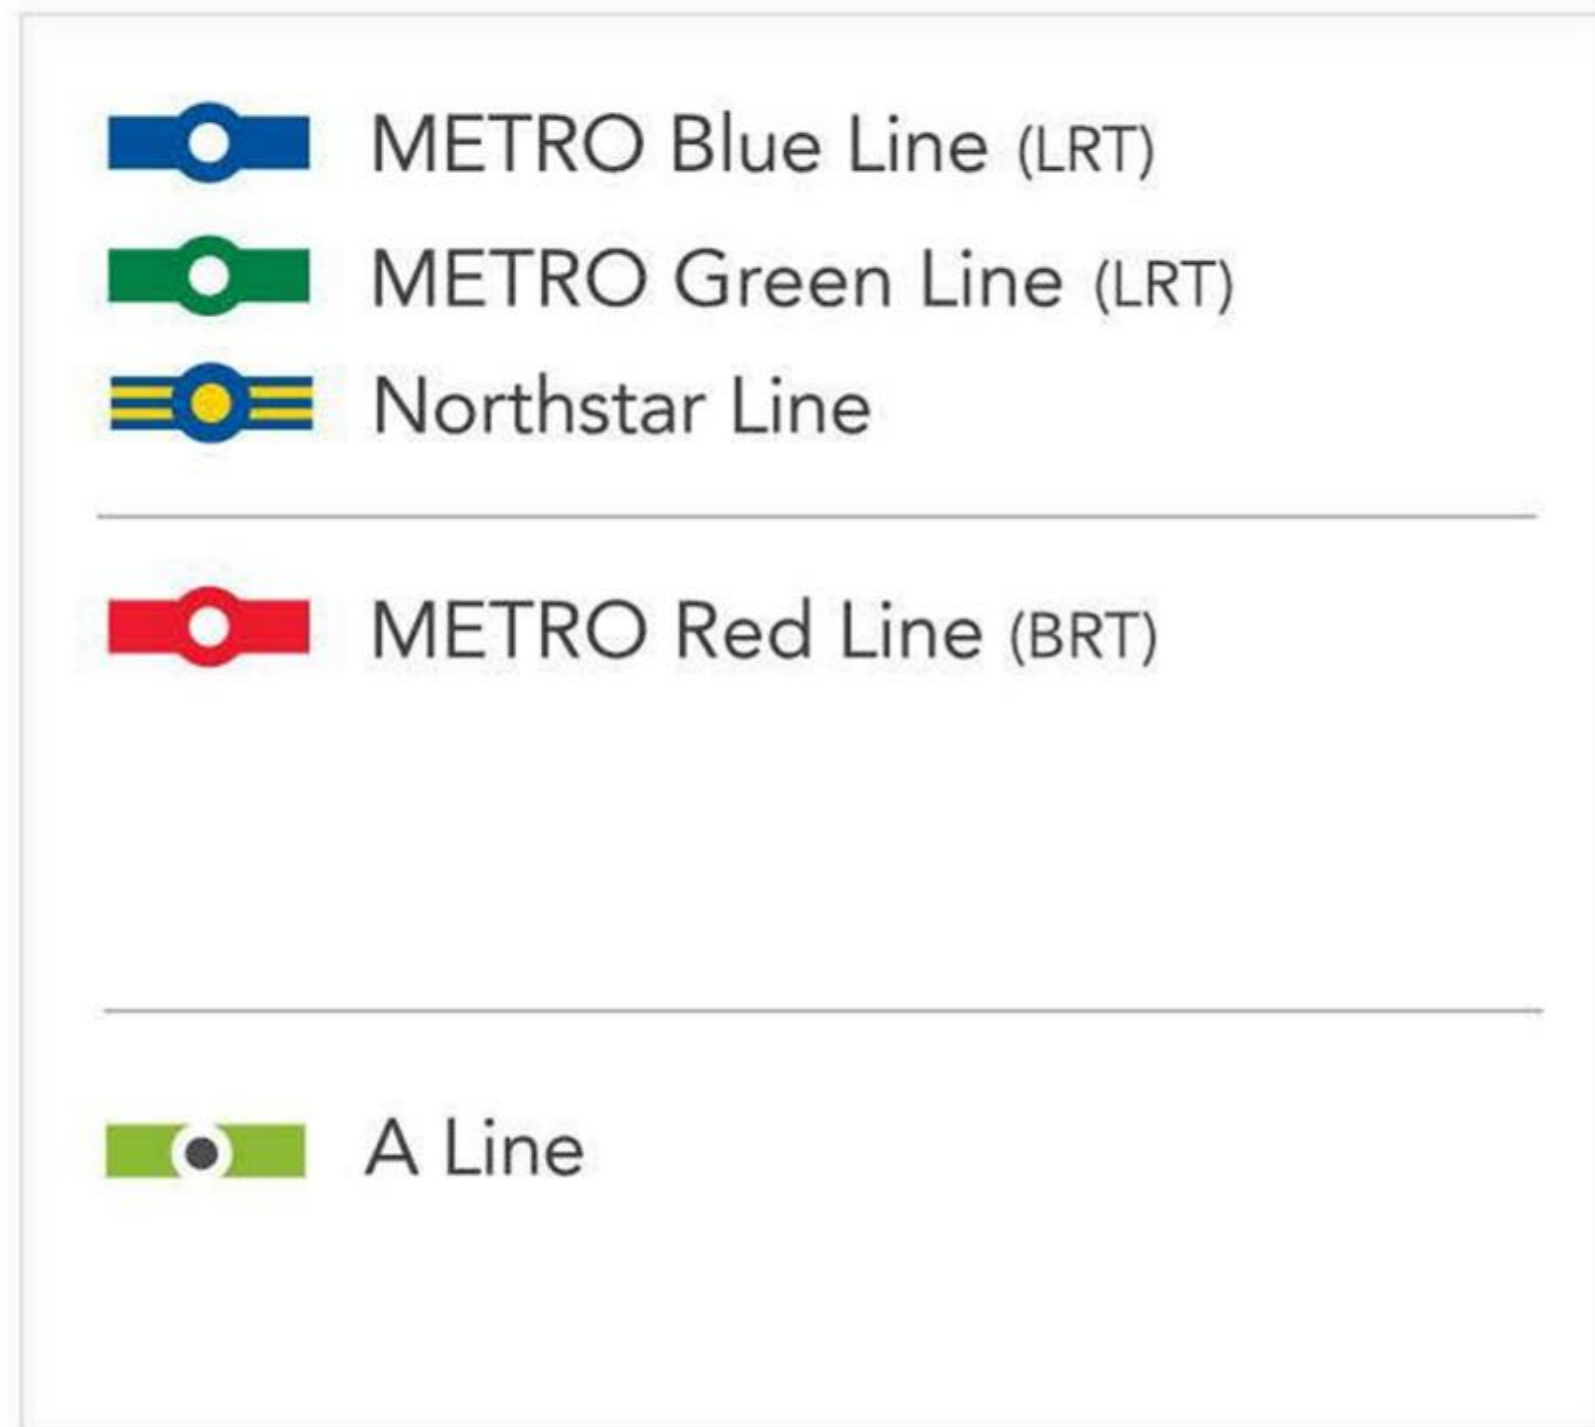 METRO Blue Line (LRT)
METRO Green Line (LRT)
Northstar Line
METRO Red Line (BRT)
A Line